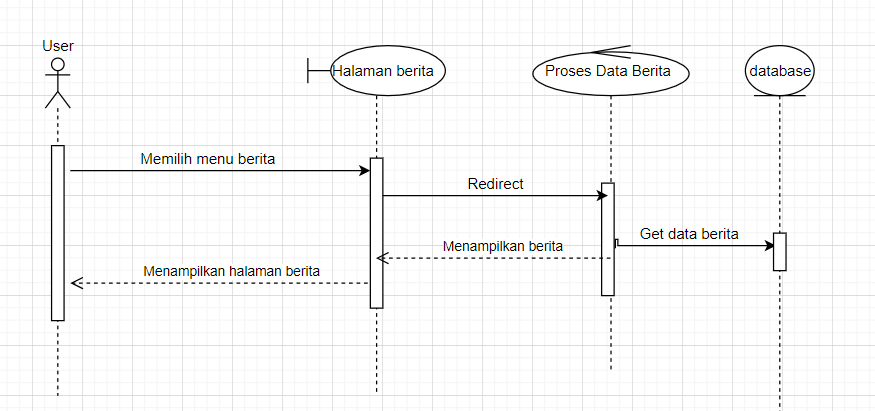 User
Halaman berita
Proses Data Berita
database
Memilih menu berita
Redirect
Get data berita
Menampilkan berita
Menampilkan halaman berita